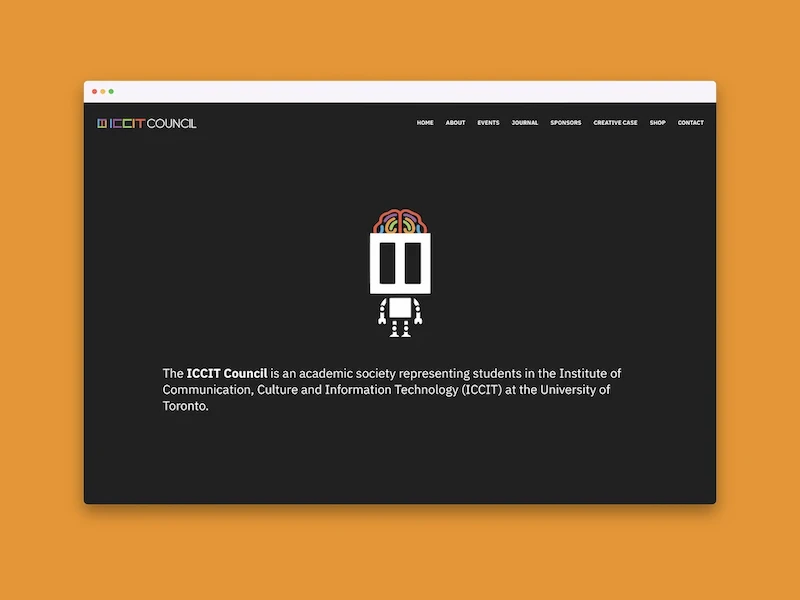 ICCIT COUNCIL
HOME ABOUT EVENTS JOURNAL SPONSORS CREATIVE CASE SHOP CONTACT
The ICCIT Council is an academic society representing students in the Institute of
Communication, Culture and Information Technology (ICCIT) at the University of
Toronto.